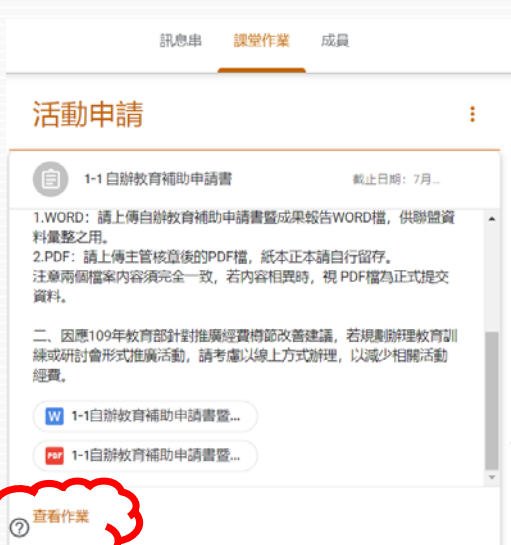 訊息串 課堂作業 成員
活動申請
1-1 自辦教育補助申請書 截止日期：7月...
1.WORD：請上傳自辦教育補助申請書暨成果報告WORD檔，供聯盟資
料彙整之用。
2.PDF：請上傳主管核章後的PDF檔，紙本正本請自行留存。
注意兩個檔案內容須完全一致，若內容相異時，視 PDF檔為正式提交
資料。
二、因應109年教育部針對推廣經費樽節改善建議，若規劃辦理教育訓
練或研討會形式推廣活動，請考慮以線上方式辦理，以減少相關活動
經費。
W 1-1自辦教育補助申請書暨...
PDF 1-1自辦教育補助申請書暨...
查看作業